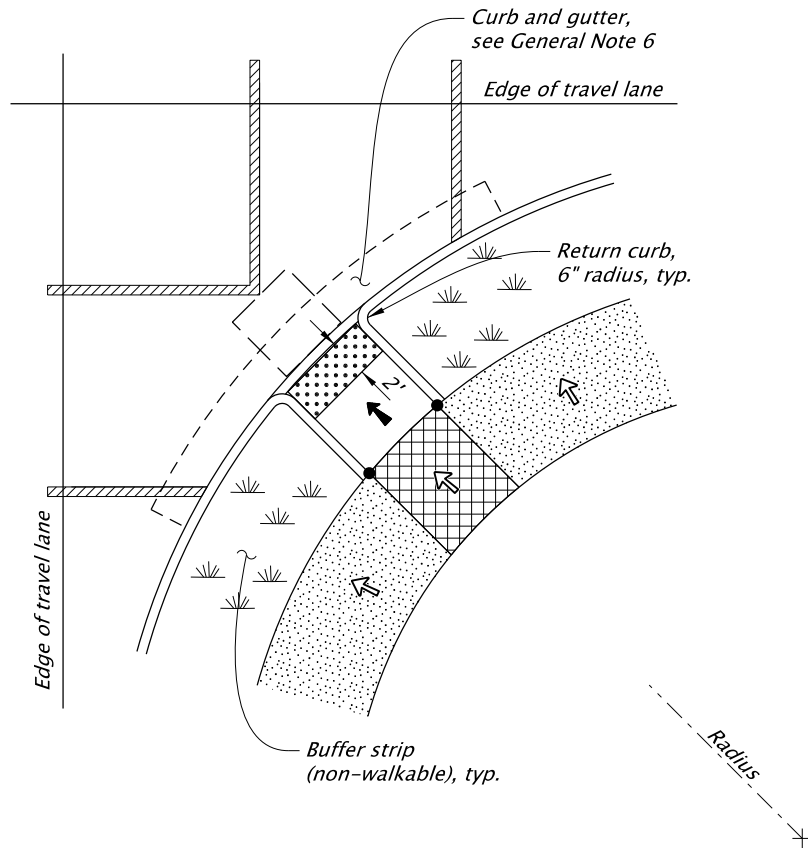 Curb and gutter,
see General Note 6
Edge of travel lane
Return curb,
6" radius, typ.
2'
Edge of travel lane
Buffer strip
(non-walkable), typ.
Radius